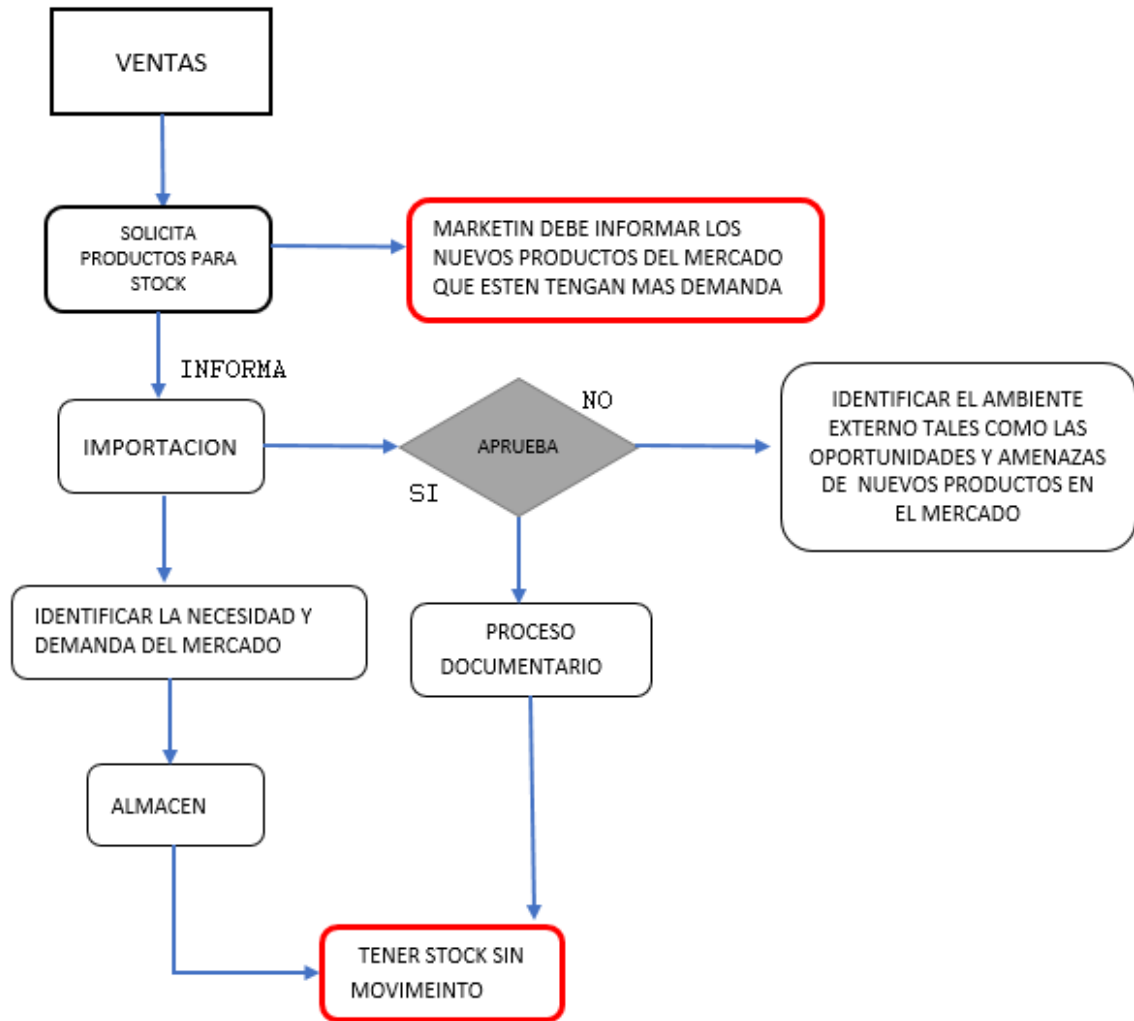 VENTAS
SOLICITA
PRODUCTOS PARA
STOCK
MARKETIN DEBE INFORMAR LOS
NUEVOS PRODUCTOS DEL MERCADO
QUE ESTEN TENGAN MAS DEMANDA
INFORMA
IMPORTACION
APRUEBA
NO
SI
IDENTIFICAR EL AMBIENTE
EXTERNO TALES COMO LAS
OPORTUNIDADES Y AMENAZAS
DE NUEVOS PRODUCTOS EN
EL MERCADO
IDENTIFICAR LA NECESIDAD Y
DEMANDA DEL MERCADO
PROCESO
DOCUMENTARIO
ALMACEN
TENER STOCK SIN
MOVIMEINTO